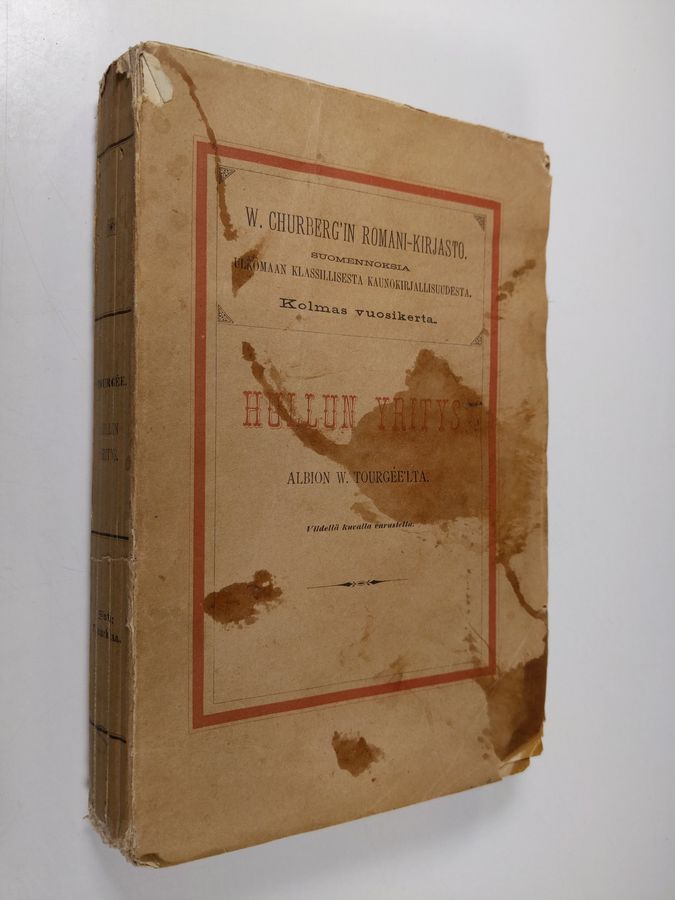 W. CHURBERG'IN ROMANI-KIRJASTO.
SUOMENNOKSIA
ULKOMAAN KLASSILLISESTA KAUNOKIRJALLISUUDESTA.
Kolmas vuosikerta.
HULLUN YRITYS
ALBION W. TOURGÉE'LTA.
Viidellä kuvalla varustettu.
TOURGÉE.
HULLUN
YRITYS.